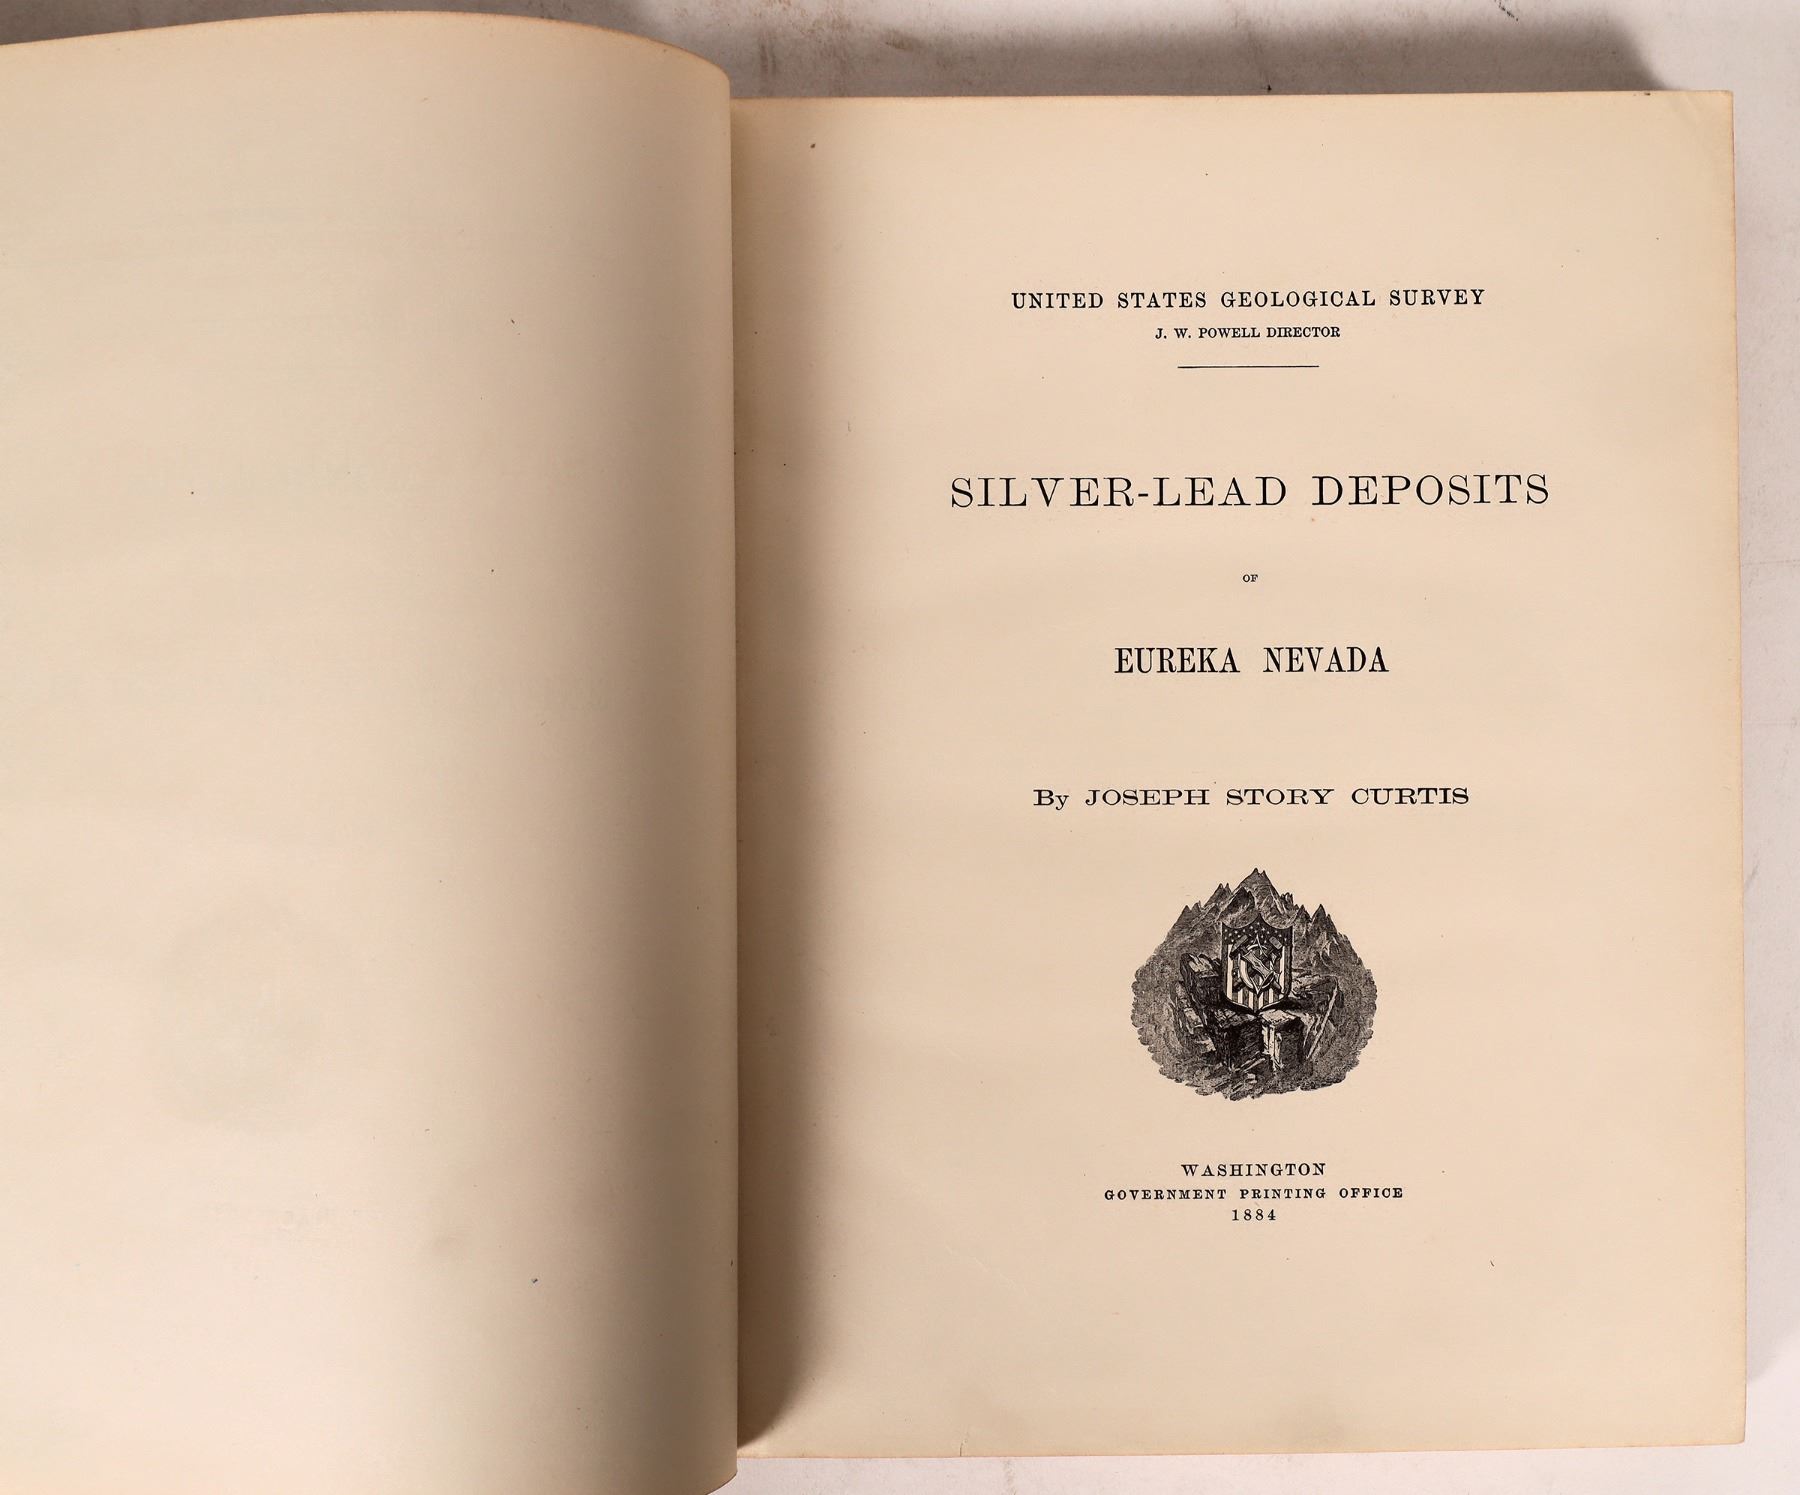 UNITED STATES GEOLOGICAL SURVEY
J. W. POWELL DIRECTOR
SILVER-LEAD DEPOSITS
OF
EUREKA NEVADA
By JOSEPH STORY CURTIS
WASHINGTON
GOVERNMENT PRINTING OFFICE
1884